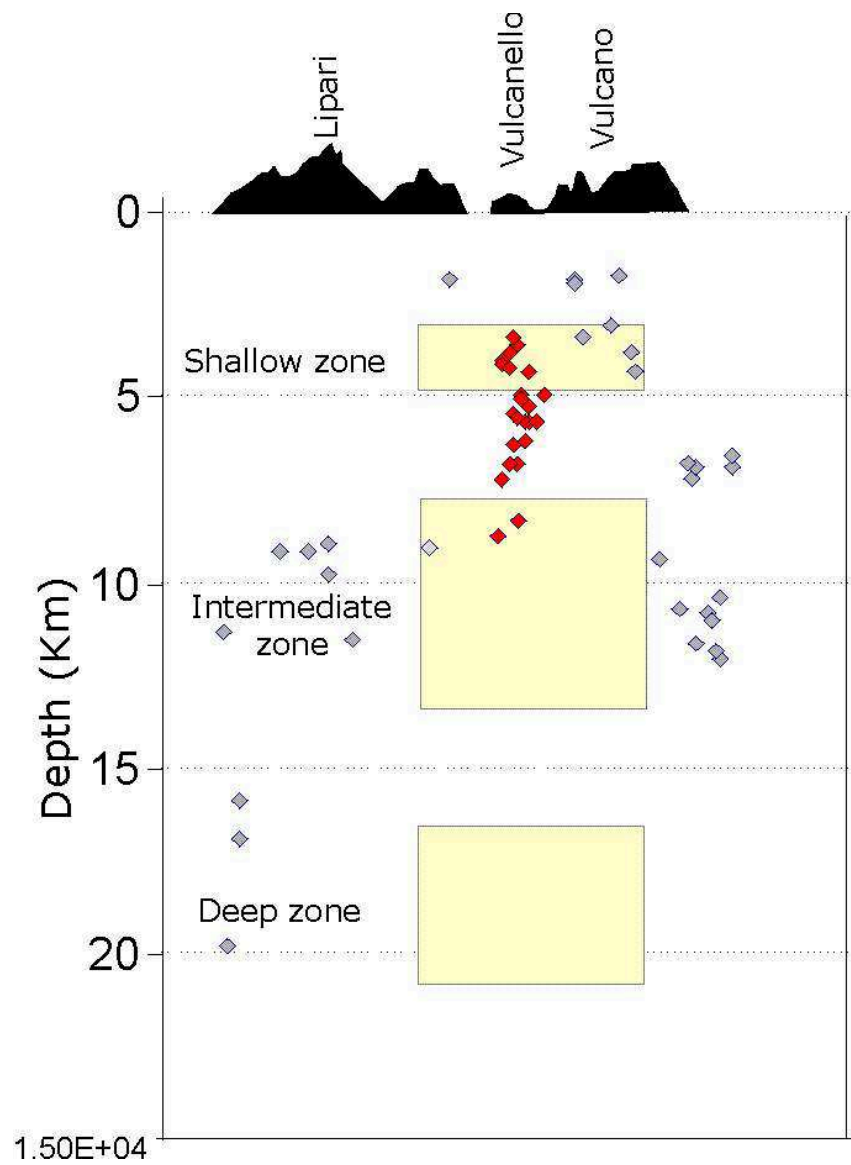 Lipari
Vulcanello
Vulcano
0
Shallow zone
5
10
Intermediate
zone
15
Deep zone
20
1.50E+04
Depth (Km)